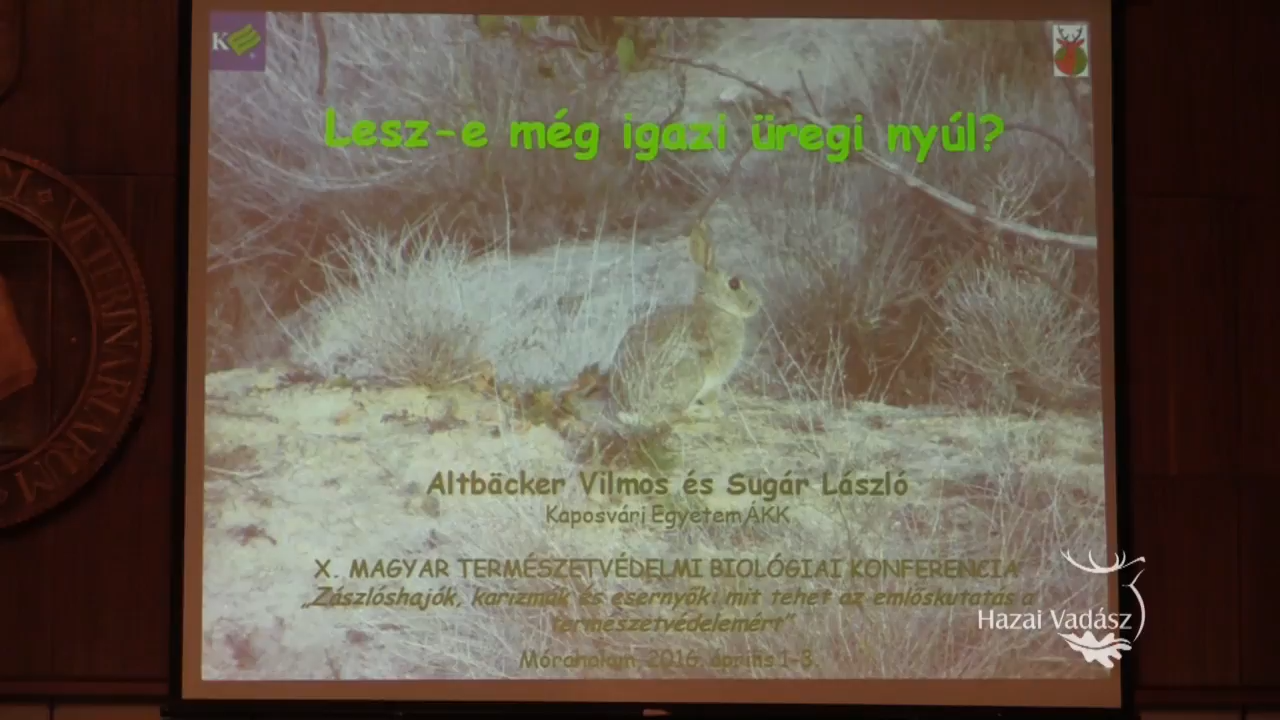 K
Lesz-e még igazi üregi nyúl?
VETERINARIARUM
Altbäcker Vilmos és Sugár László
Kaposvári Egyetem ÁKK
X. MAGYAR TERMÉSZETVÉDELMI BIOLÓGIAI KONFERENCIA
„Zászlóshajók, karizmák és esernyők: mit tehet az emlőskutatás a
természetvédelemért”
Mórahalom, 2016. április 1-3.
Hazai Vadász